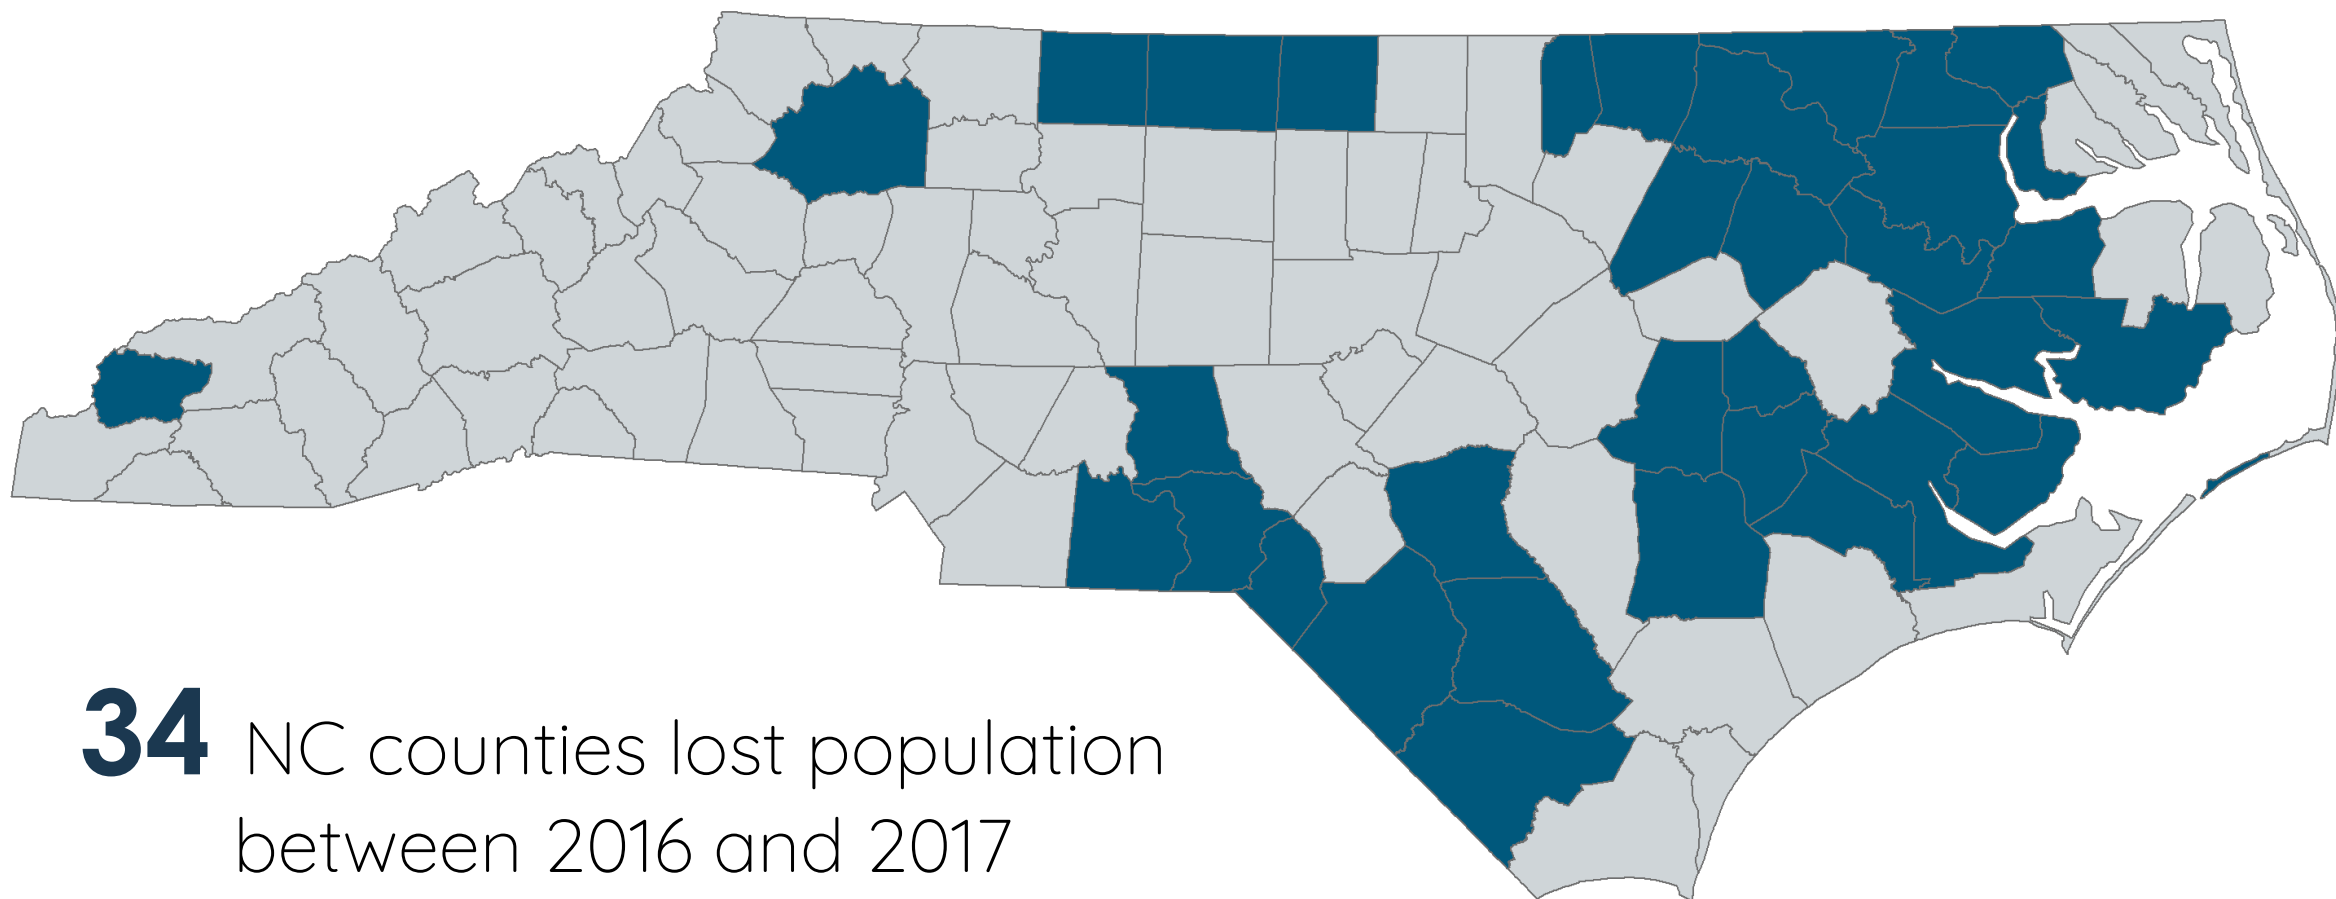 34 NC counties lost population
between 2016 and 2017